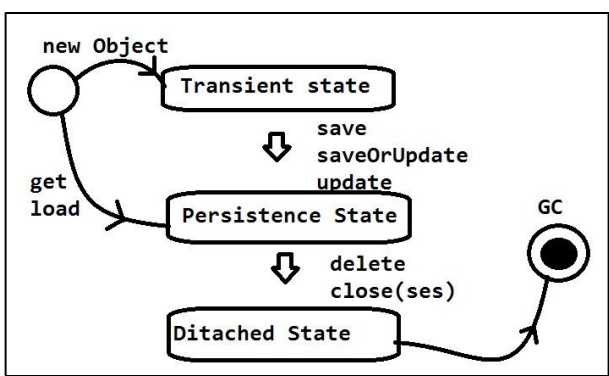 new Object
Transient state
save
saveOrUpdate
update
get
load
Persistence State
GC
delete
close(ses)
Ditached State